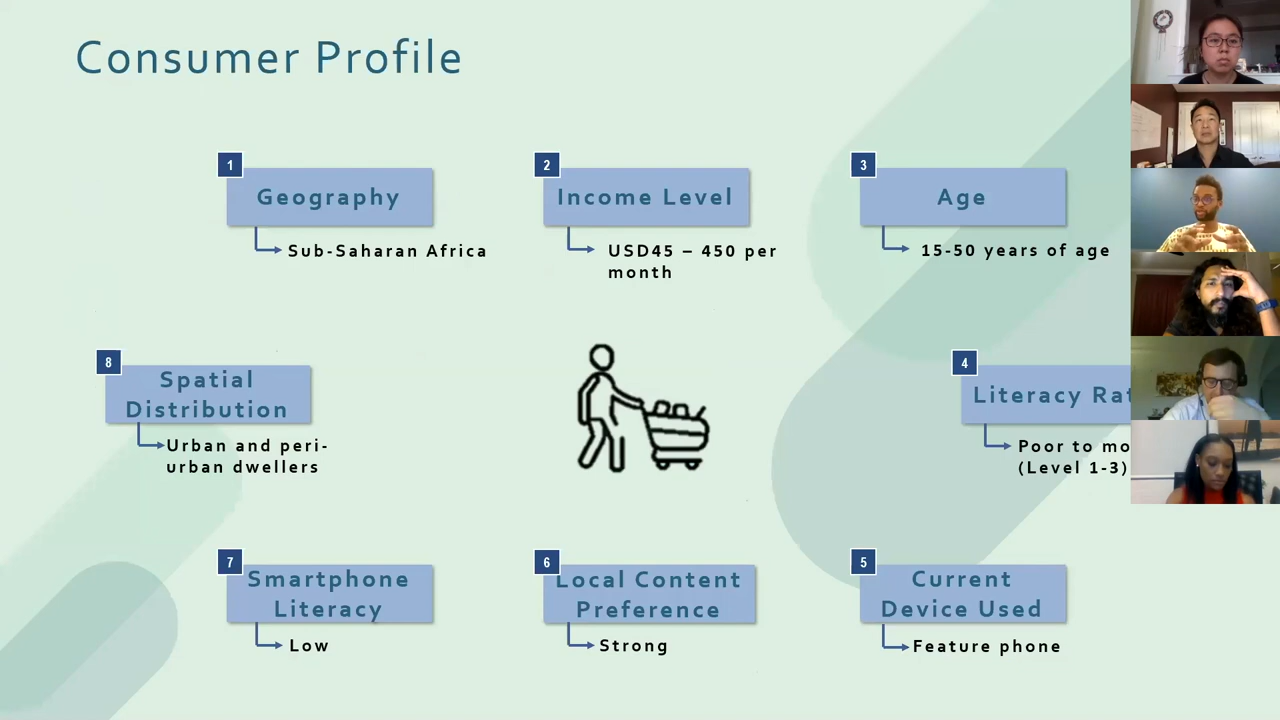 Consumer Profile
1
Geography
Sub-Saharan Africa
2
Income Level
USD45 – 450 per
month
3
Age
15-50 years of age
8
Spatial
Distribution
Urban and peri-
urban dwellers
4
Literacy
Poor to
(Level 1-3)
7
Smartphone
Literacy
Low
6
Local Content
Preference
Strong
5
Current
Device Used
Feature phone